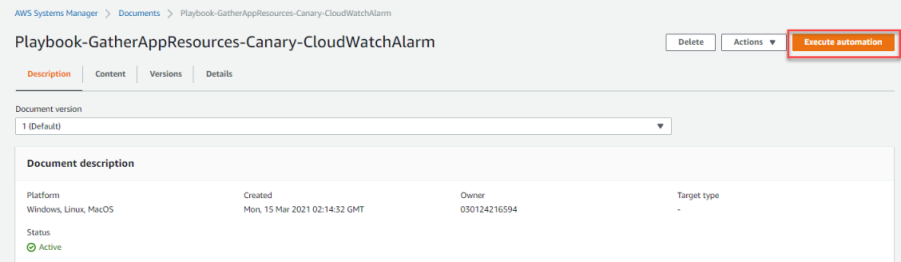 AWS Systems Manager > Documents > Playbook-GatherAppResources-Canary-CloudWatchAlarm
Playbook-GatherAppResources-Canary-CloudWatchAlarm
Delete Actions ▼ Execute automation
Description Content Versions Details
Document version
1 (Default) ▼
Document description
Platform Created Owner Target type
Windows, Linux, MacOS Mon, 15 Mar 2021 02:14:32 GMT 030124216594 -
Status
Active